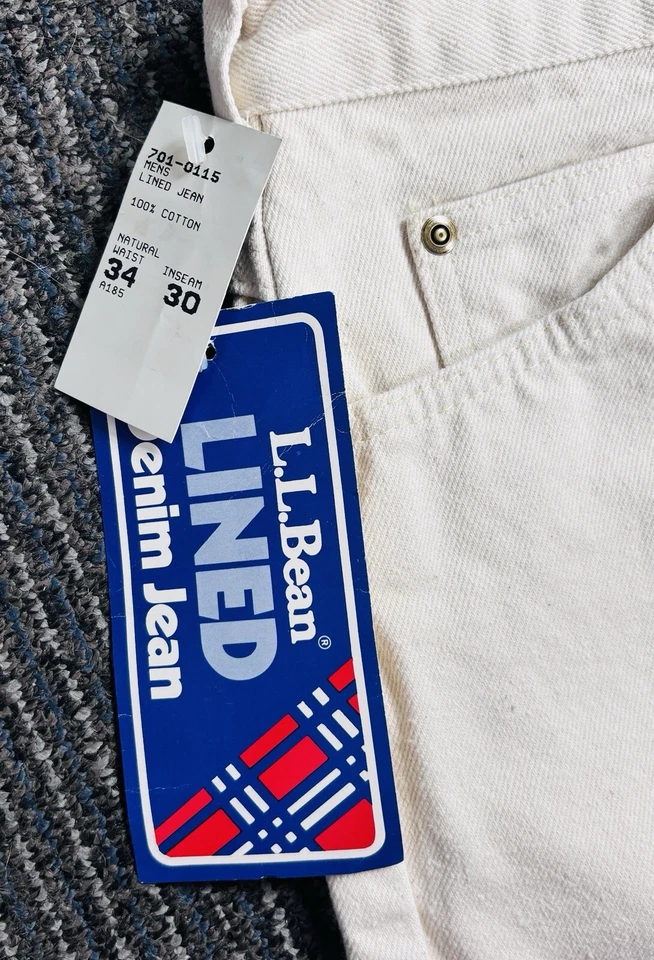 701-0115
MENS
LINED JEAN
100% COTTON
NATURAL
WAIST INSEAM
34 30
A185
L.L.Bean®
LINED
Denim Jean